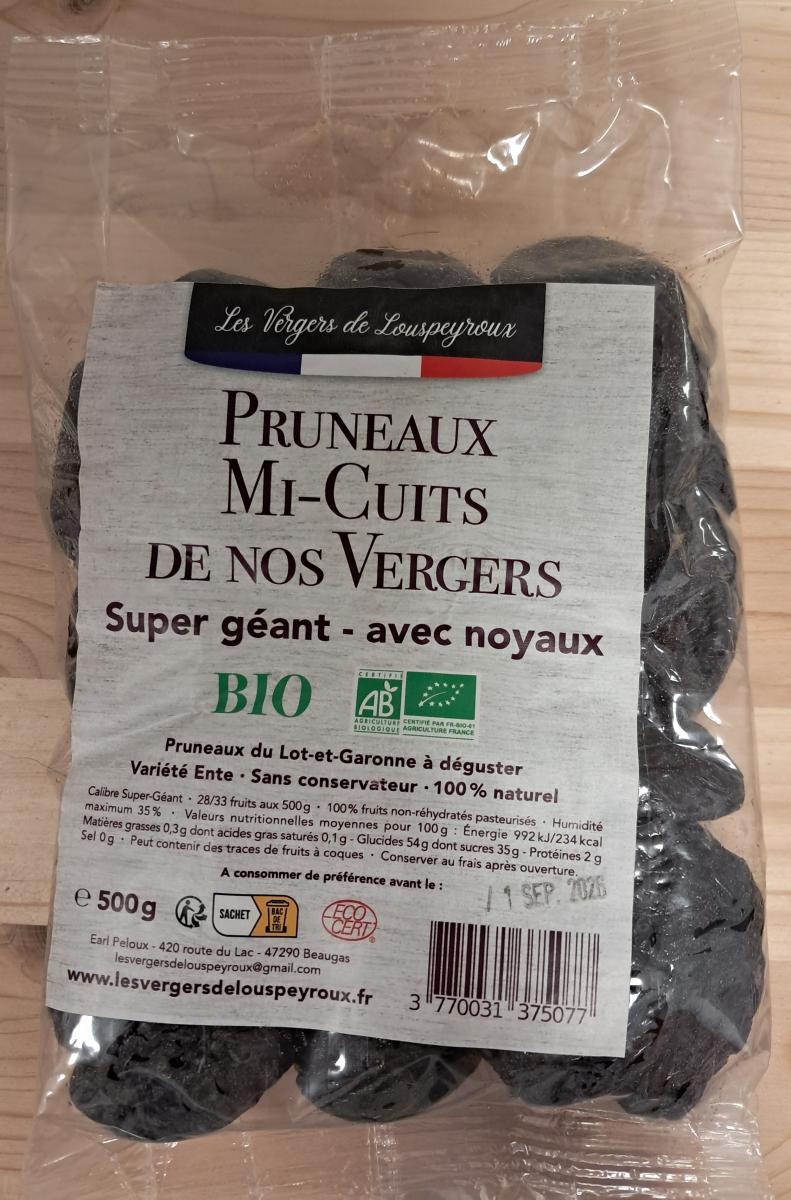 Les Vergers de Louspeyroux
PRUNEAUX
MI-CUITS
DE NOS VERGERS
Super géant - avec noyaux
BIO
CERTIFIÉ
AB
AGRICULTURE
BIOLOGIQUE
CERTIFIÉ PAR FR-BIO-01
AGRICULTURE FRANCE
Pruneaux du Lot-et-Garonne à déguster
Variété Ente · Sans conservateur · 100% naturel
Calibre Super-Géant · 28/33 fruits aux 500g · 100% fruits non-réhydratés pasteurisés · Humidité
maximum 35% · Valeurs nutritionnelles moyennes pour 100g : Énergie 992 kJ/234 kcal
Matières grasses 0,3g dont acides gras saturés 0,1g - Glucides 54g dont sucres 35g - Protéines 2 g
Sel 0g · Peut contenir des traces de fruits à coques · Conserver au frais après ouverture.
A consommer de préférence avant le :
SEP. 2026
e 500g
SACHET
BAC
DE
TRI
ECO
CERT
Earl Peloux - 420 route du Lac - 47290 Beaugas
lesvergersdelouspeyroux@gmail.com
www.lesvergersdelouspeyroux.fr
3 770031 375077